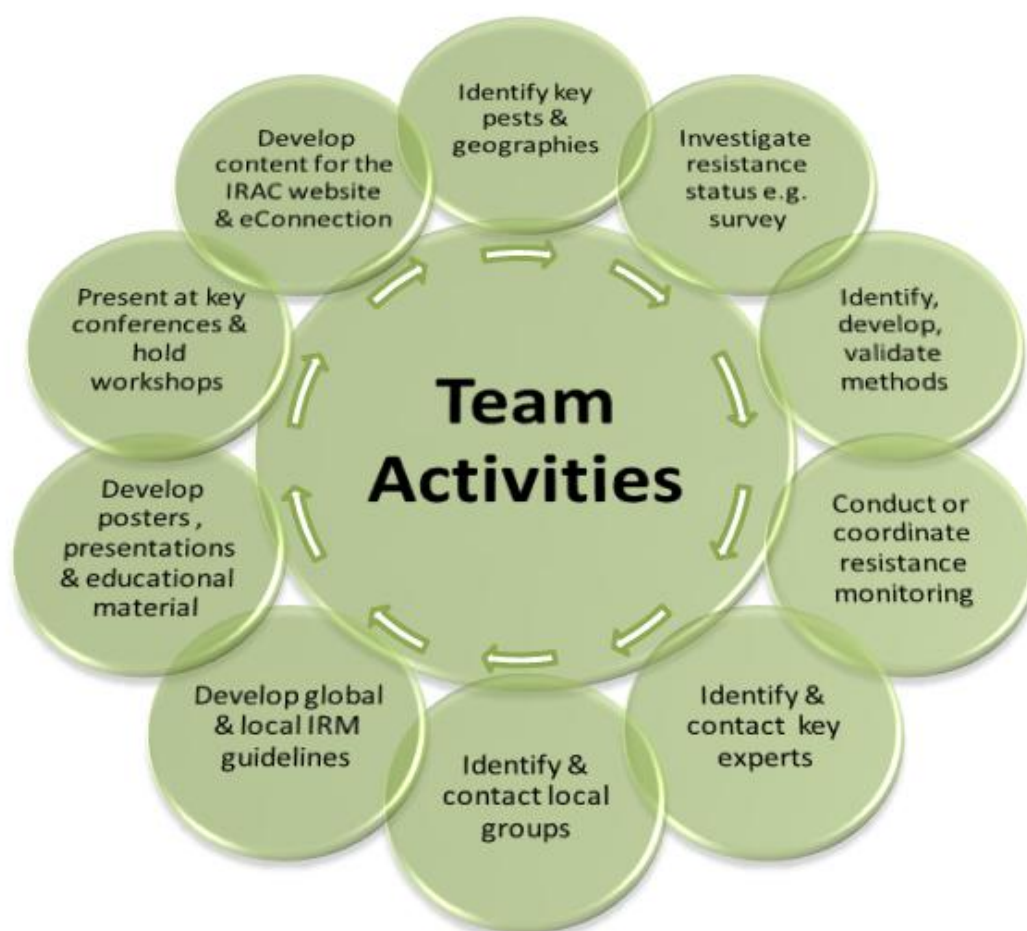 Identify key
pests &
geographies
Investigate
resistance
status e.g.
survey
Identify,
develop,
validate
methods
Conduct or
coordinate
resistance
monitoring
Identify &
contact key
experts
Identify &
contact local
groups
Develop global
& local IRM
guidelines
Develop
posters ,
presentations
& educational
material
Present at key
conferences &
hold
workshops
Develop
content for the
IRAC website
& eConnection
Team
Activities